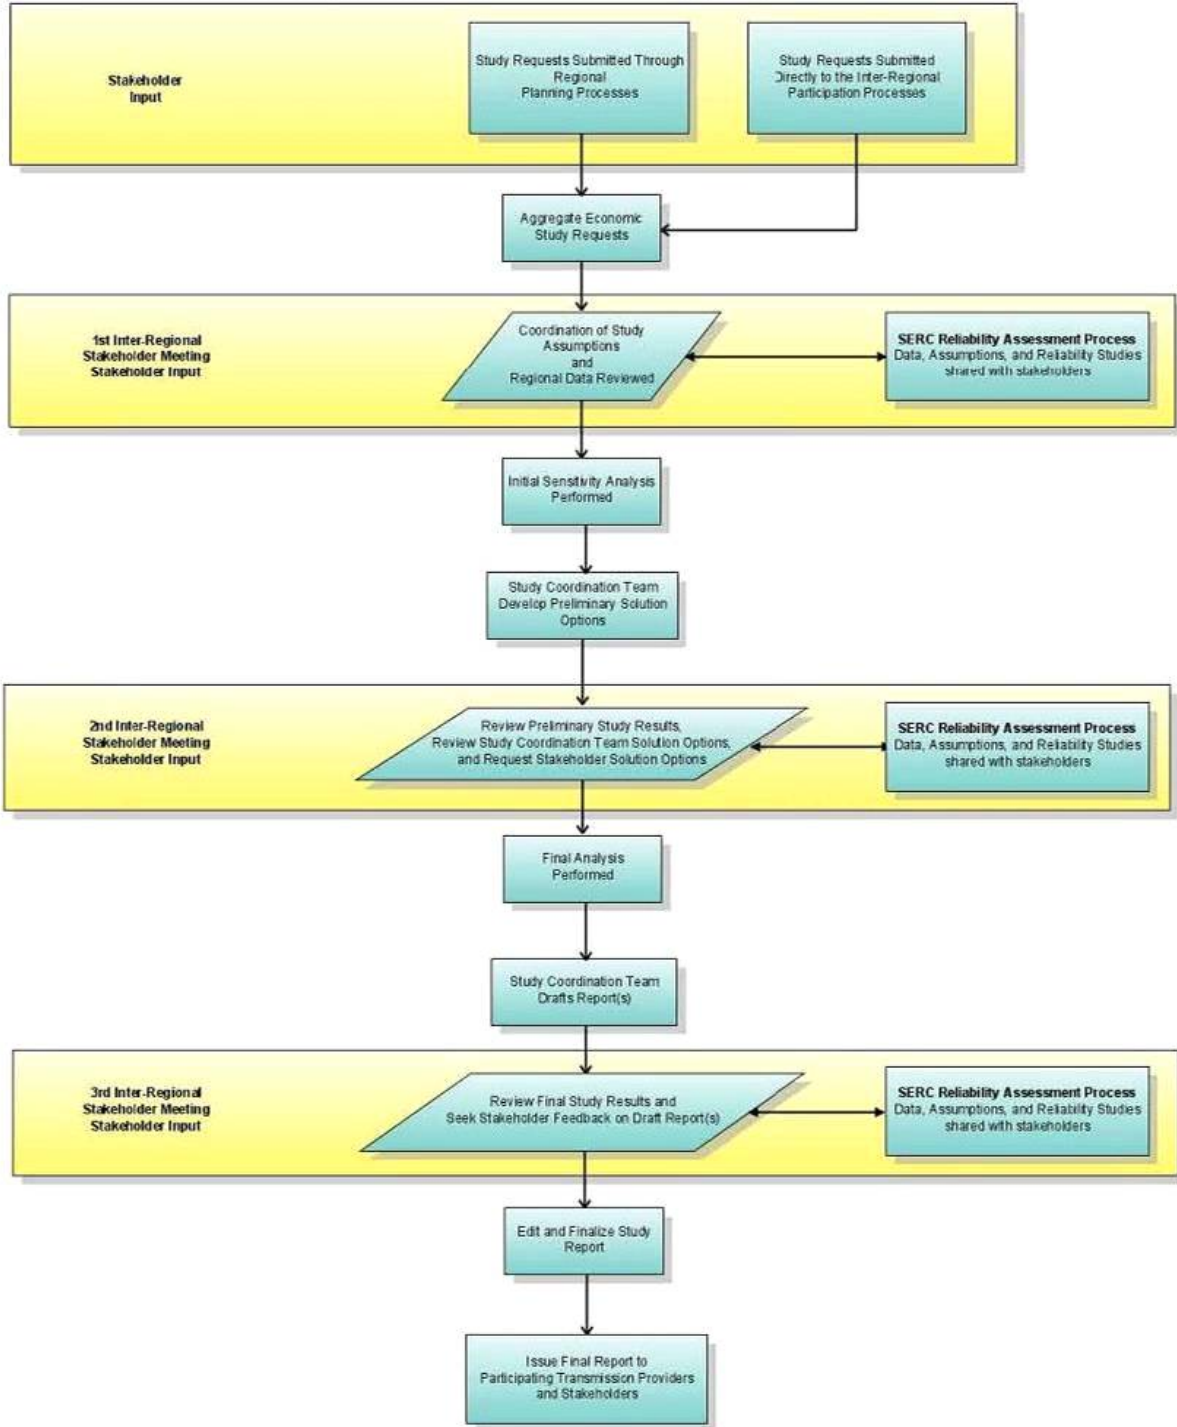 Stakeholder
Input
Study Requests Submitted Through
Regional
Planning Processes
Study Requests Submitted
Directly to the Inter-Regional
Participation Processes
Aggregate Economic
Study Requests
1st Inter-Regional
Stakeholder Meeting
Stakeholder Input
Coordination of Study
Assumptions
and
Regional Data Reviewed
SERC Reliability Assessment Process
Data, Assumptions, and Reliability Studies
shared with stakeholders
Initial Sensitivity Analysis
Performed
Study Coordination Team
Develop Preliminary Solution
Options
2nd Inter-Regional
Stakeholder Meeting
Stakeholder Input
Review Preliminary Study Results,
Review Study Coordination Team Solution Options,
and Request Stakeholder Solution Options
SERC Reliability Assessment Process
Data, Assumptions, and Reliability Studies
shared with stakeholders
Final Analysis
Performed
Study Coordination Team
Drafts Report(s)
3rd Inter-Regional
Stakeholder Meeting
Stakeholder Input
Review Final Study Results and
Seek Stakeholder Feedback on Draft Report(s)
SERC Reliability Assessment Process
Data, Assumptions, and Reliability Studies
shared with stakeholders
Edit and Finalize Study
Report
Issue Final Report to
Participating Transmission Providers
and Stakeholders